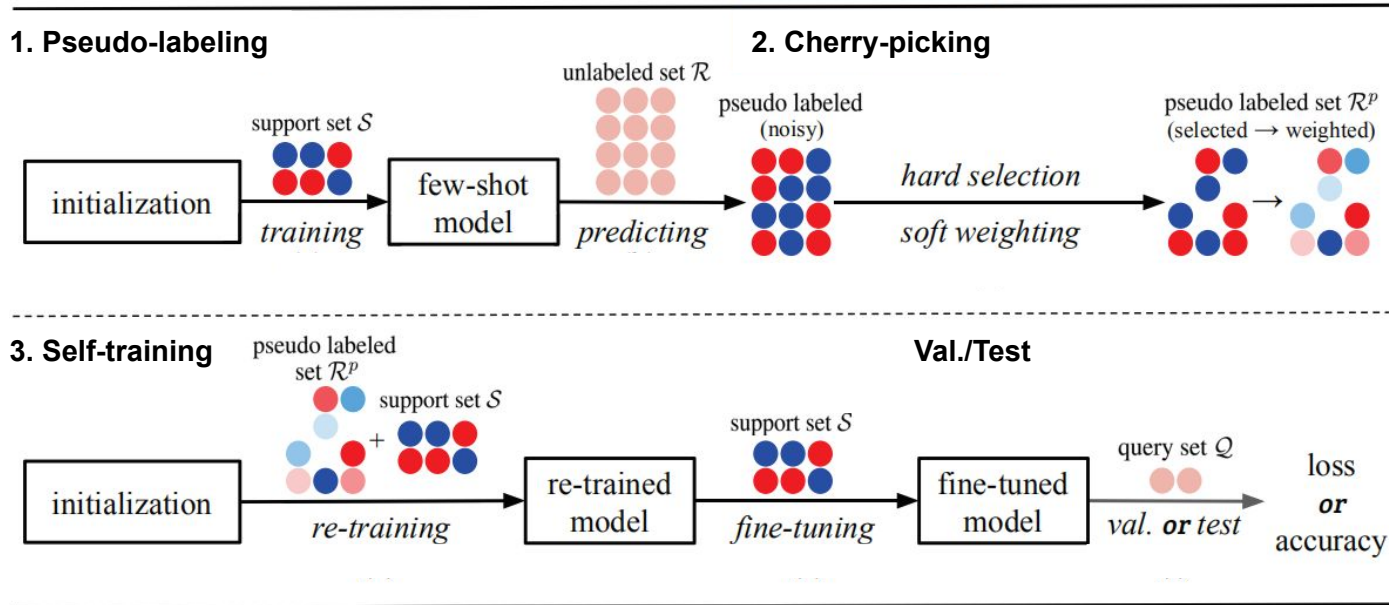 1. Pseudo-labeling
2. Cherry-picking
unlabeled set ℛ
support set 𝒮
pseudo labeled
(noisy)
pseudo labeled set ℛᵖ
(selected → weighted)
initialization
training
few-shot
model
predicting
hard selection
soft weighting
→
3. Self-training
Val./Test
pseudo labeled
set ℛᵖ
+
support set 𝒮
support set 𝒮
query set 𝒬
initialization
re-training
re-trained
model
fine-tuning
fine-tuned
model
val. or test
loss
or
accuracy